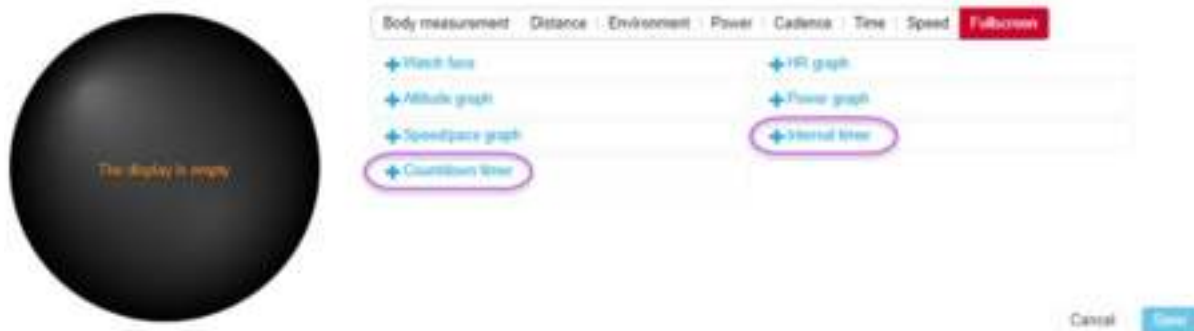 The display is empty
Body measurement Distance Environment Power Cadence Time Speed Fullscreen
Watch face
HR graph
Altitude graph
Power graph
Speed/pace graph
Interval timer
Countdown timer
Cancel Save